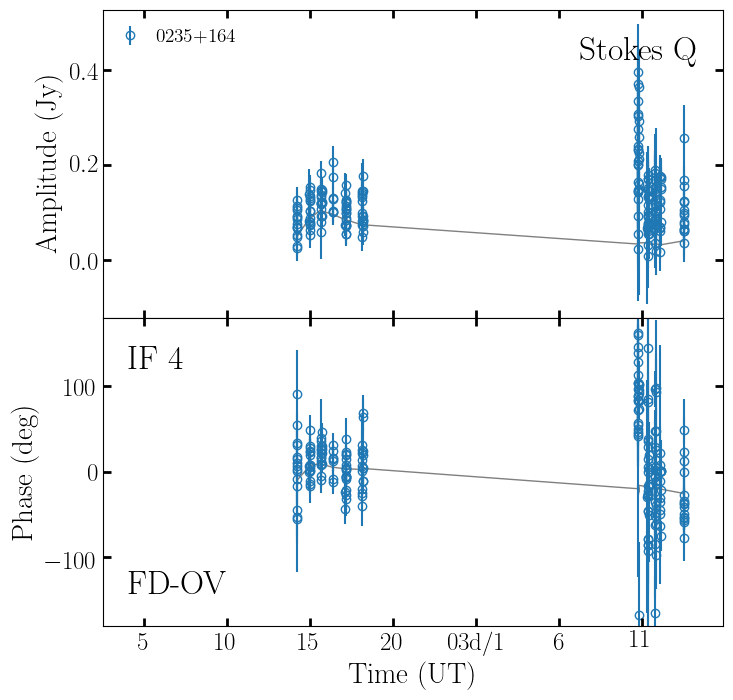 0235+164
Stokes Q
Amplitude (Jy)
0.4
0.2
0.0
IF 4
FD-OV
Phase (deg)
100
0
−100
5 10 15 20 03d/1 6 11
Time (UT)